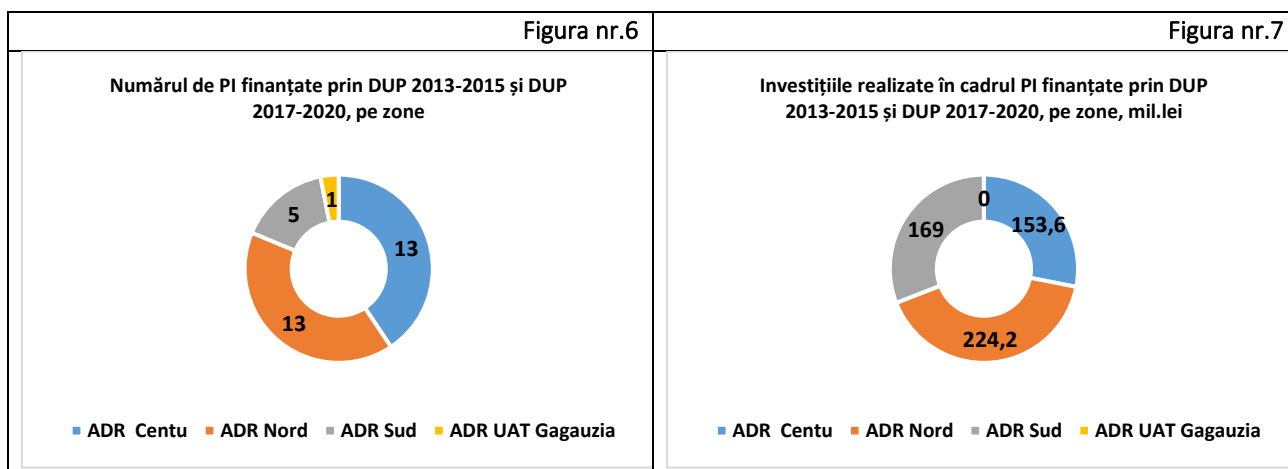 Figura nr.6
Numărul de PI finanțate prin DUP 2013-2015 și DUP
2017-2020, pe zone
1
5
13
13
ADR Centu ADR Nord ADR Sud ADR UAT Gagauzia
Figura nr.7
Investițiile realizate în cadrul PI finanțate prin DUP
2013-2015 și DUP 2017-2020, pe zone, mil.lei
0
169
153,6
224,2
ADR Centu ADR Nord ADR Sud ADR UAT Gagauzia